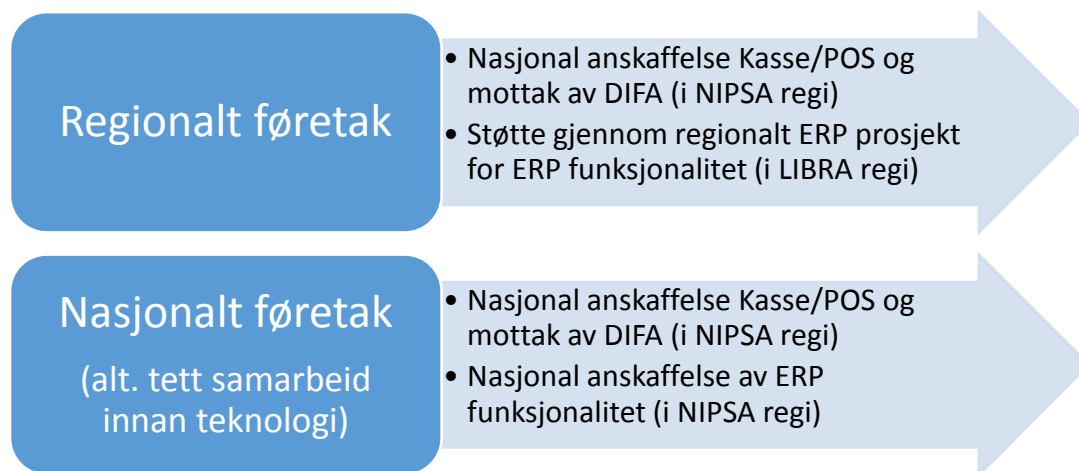 Regionalt føretak
• Nasjonal anskaffelse Kasse/POS og
mottak av DIFA (i NIPSA regi)
• Støtte gjennom regionalt ERP prosjekt
for ERP funksjonalitet (i LIBRA regi)
Nasjonalt føretak
(alt. tett samarbeid
innan teknologi)
• Nasjonal anskaffelse Kasse/POS og
mottak av DIFA (i NIPSA regi)
• Nasjonal anskaffelse av ERP
funksjonalitet (i NIPSA regi)